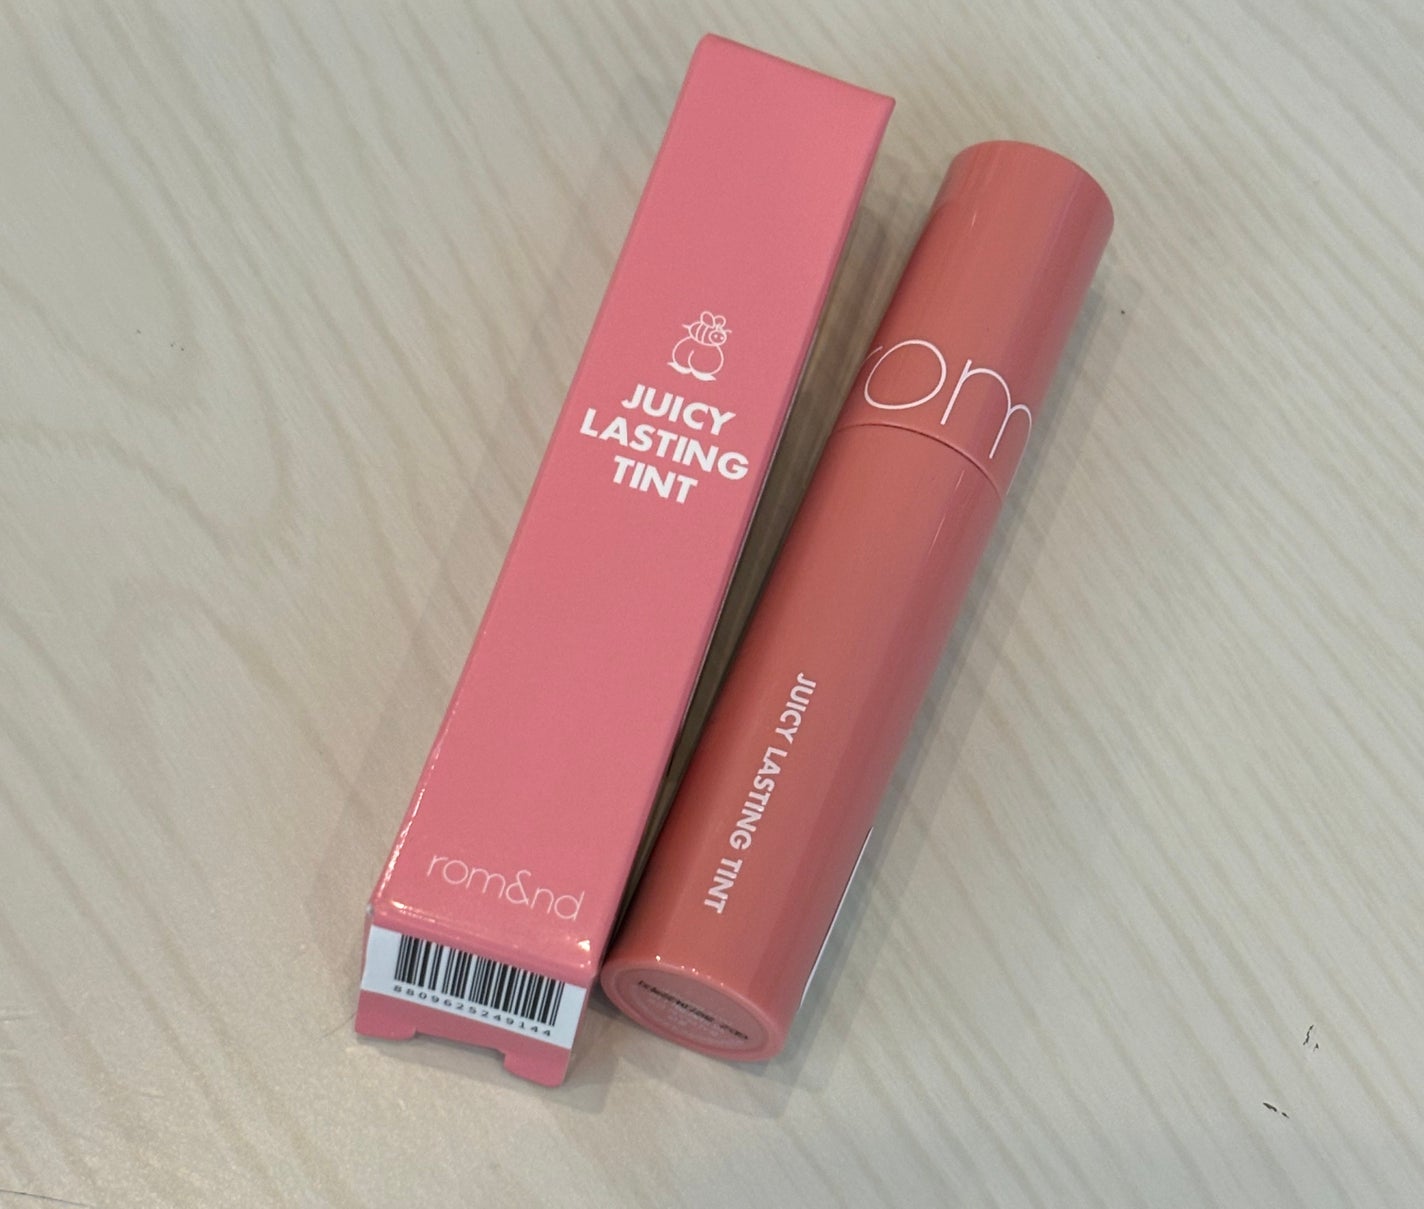 JUICY
LASTING
TINT
rom&nd
8809625249144
rom
JUICY LASTING TINT